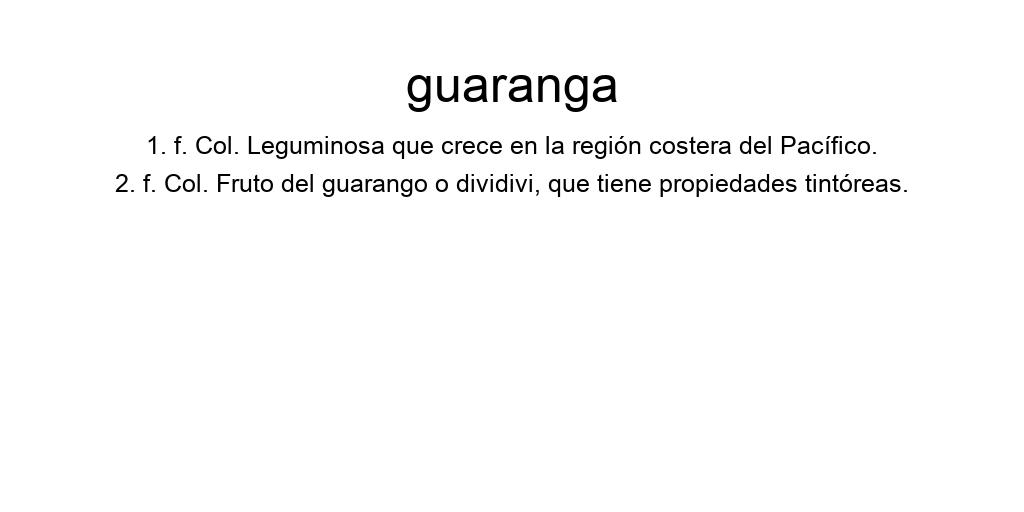 guaranga
1. f. Col. Leguminosa que crece en la región costera del Pacífico.
2. f. Col. Fruto del guarango o dividivi, que tiene propiedades tintóreas.